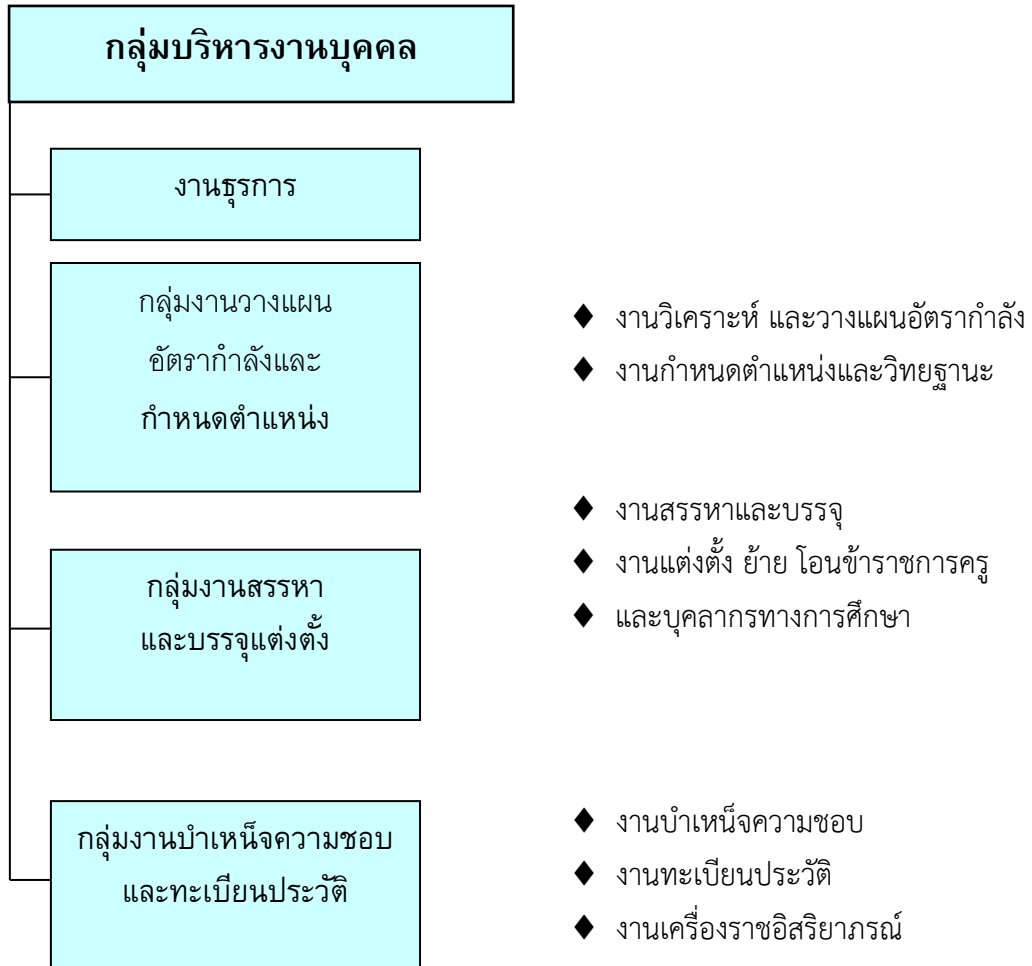 กลุ่มบริหารงานบุคคล
งานธุรการ
กลุ่มงานวางแผน
อัตรากำลังและ
กำหนดตำแหน่ง
♦ งานวิเคราะห์ และวางแผนอัตรากำลัง
♦ งานกำหนดตำแหน่งและวิทยฐานะ
กลุ่มงานสรรหา
และบรรจุแต่งตั้ง
♦ งานสรรหาและบรรจุ
♦ งานแต่งตั้ง ย้าย โอนข้าราชการครู
♦ และบุคลากรทางการศึกษา
กลุ่มงานบำเหน็จความชอบ
และทะเบียนประวัติ
♦ งานบำเหน็จความชอบ
♦ งานทะเบียนประวัติ
♦ งานเครื่องราชอิสริยาภรณ์